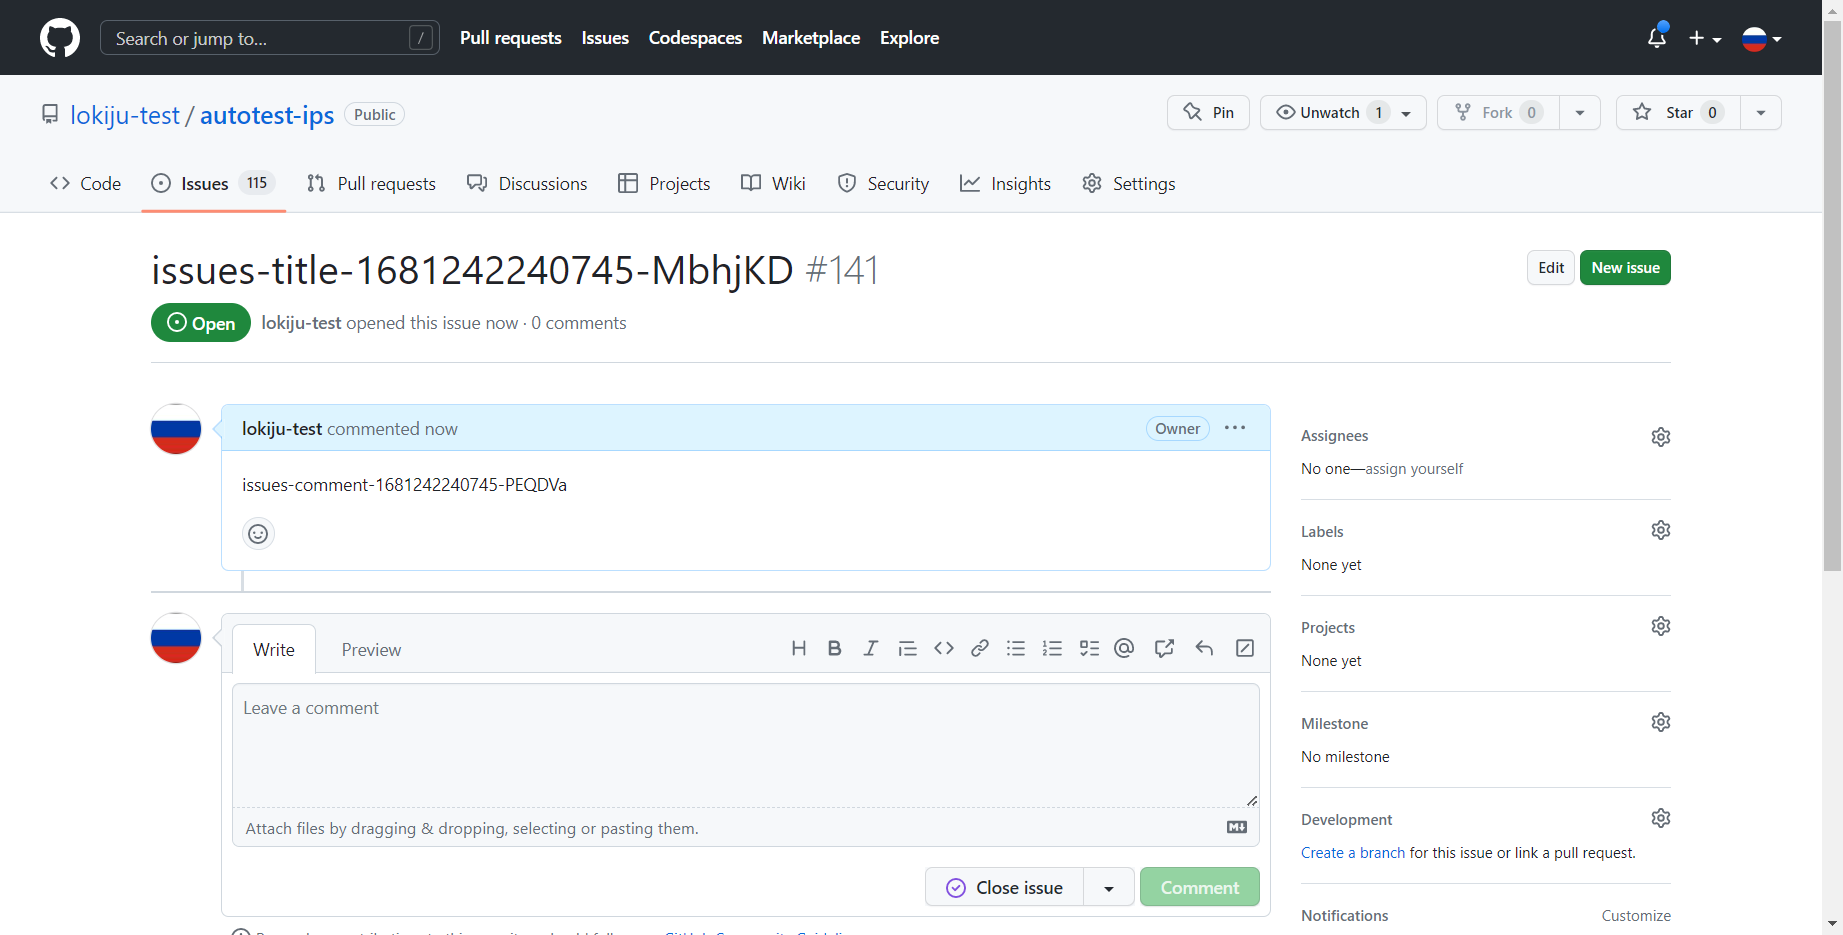 Search or jump to... /
Pull requests Issues Codespaces Marketplace Explore
lokiju-test / autotest-ips Public
Pin Unwatch 1 Fork 0 Star 0
Code Issues 115 Pull requests Discussions Projects Wiki Security Insights Settings
issues-title-1681242240745-MbhjKD #141
Edit New issue
Open lokiju-test opened this issue now · 0 comments
lokiju-test commented now Owner
issues-comment-1681242240745-PEQDVa
Write Preview
Leave a comment
Attach files by dragging & dropping, selecting or pasting them.
Close issue Comment
Assignees
No one—assign yourself
Labels
None yet
Projects
None yet
Milestone
No milestone
Development
Create a branch for this issue or link a pull request.
Notifications Customize